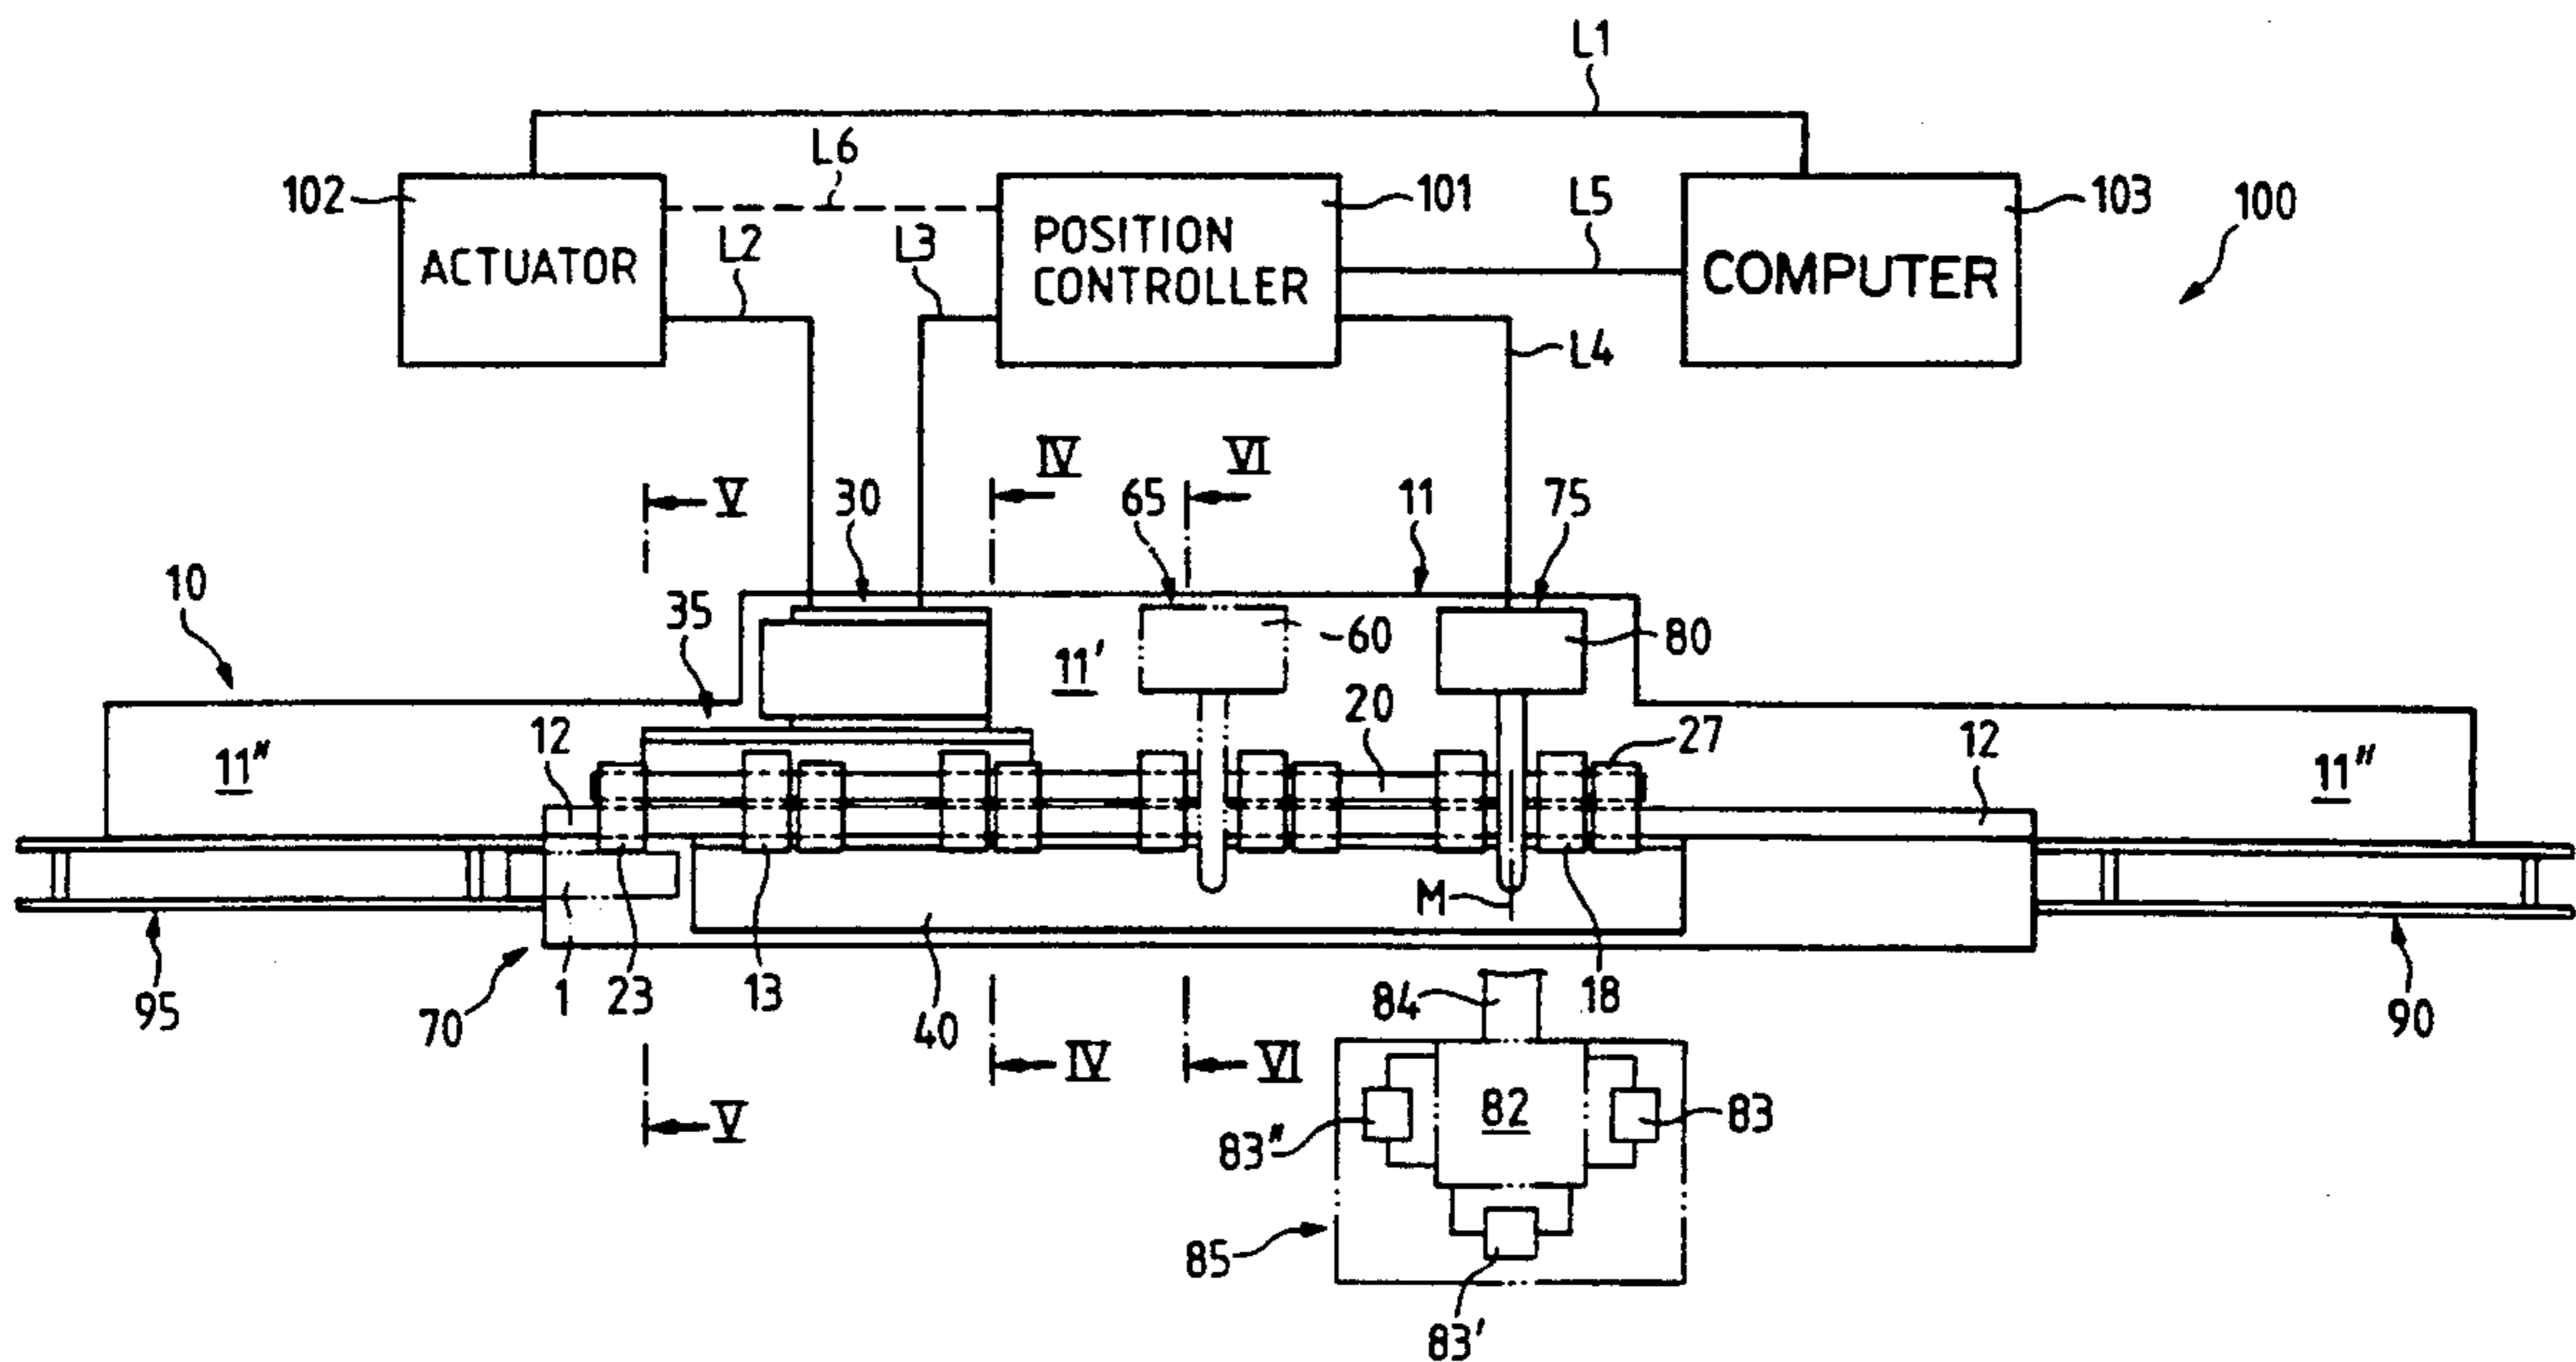 L1
L6
102
101
L5
103
100
ACTUATOR
L2
L3
POSITION
CONTROLLER
COMPUTER
L4
V
30
IV
65
VI
11
75
10
35
11'
60
80
20
27
12
11"
12
11"
M
95
70
1
23
13
40
IV
VI
84
18
90
V
83"
82
83
85
83'